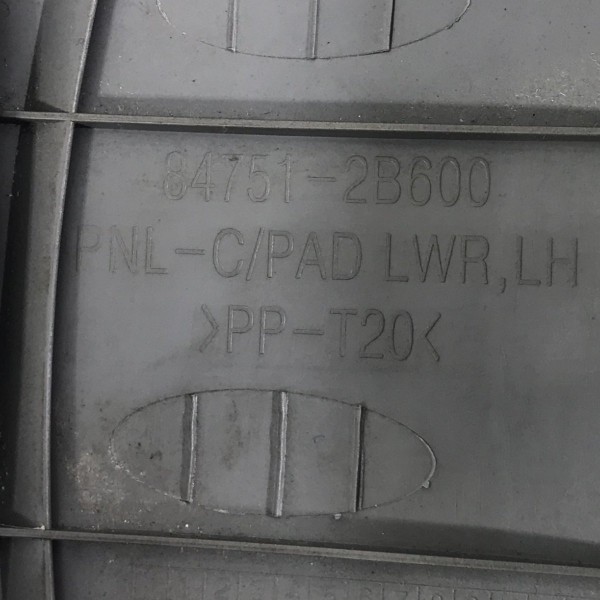 84751-2B600
PNL-C/PAD LWR,LH
>PP-T20<